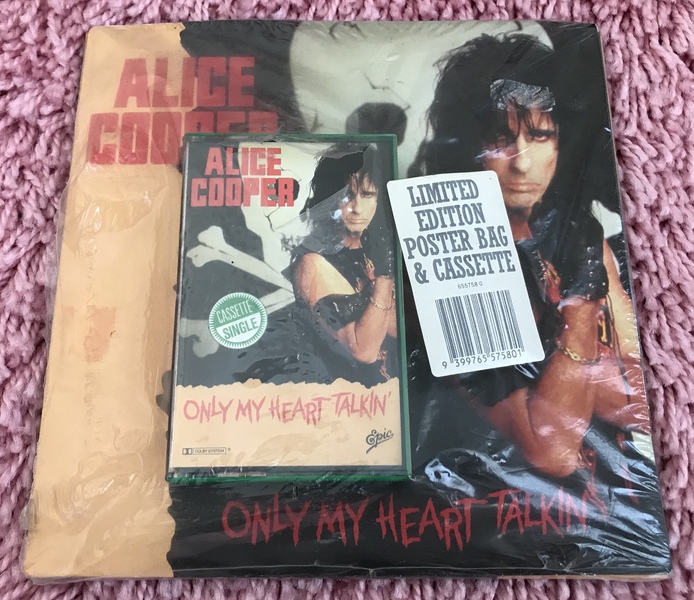 ALICE
COOPER
ALICE
COOPER
LIMITED
EDITION
POSTER BAG
& CASSETTE
655758 0
9 399765 575801
CASSETTE
SINGLE
ONLY MY HEART TALKIN'
Epic
DOLBY SYSTEM
ONLY MY HEART TALKIN'